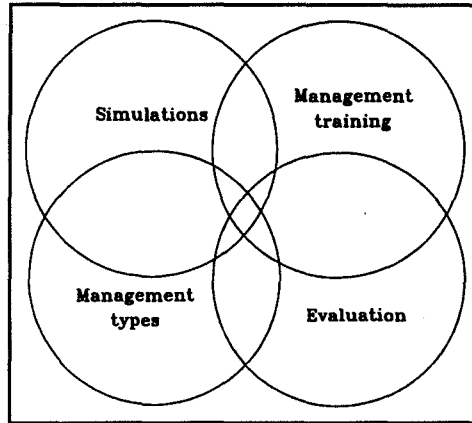 Simulations
Management
training
Management
types
Evaluation